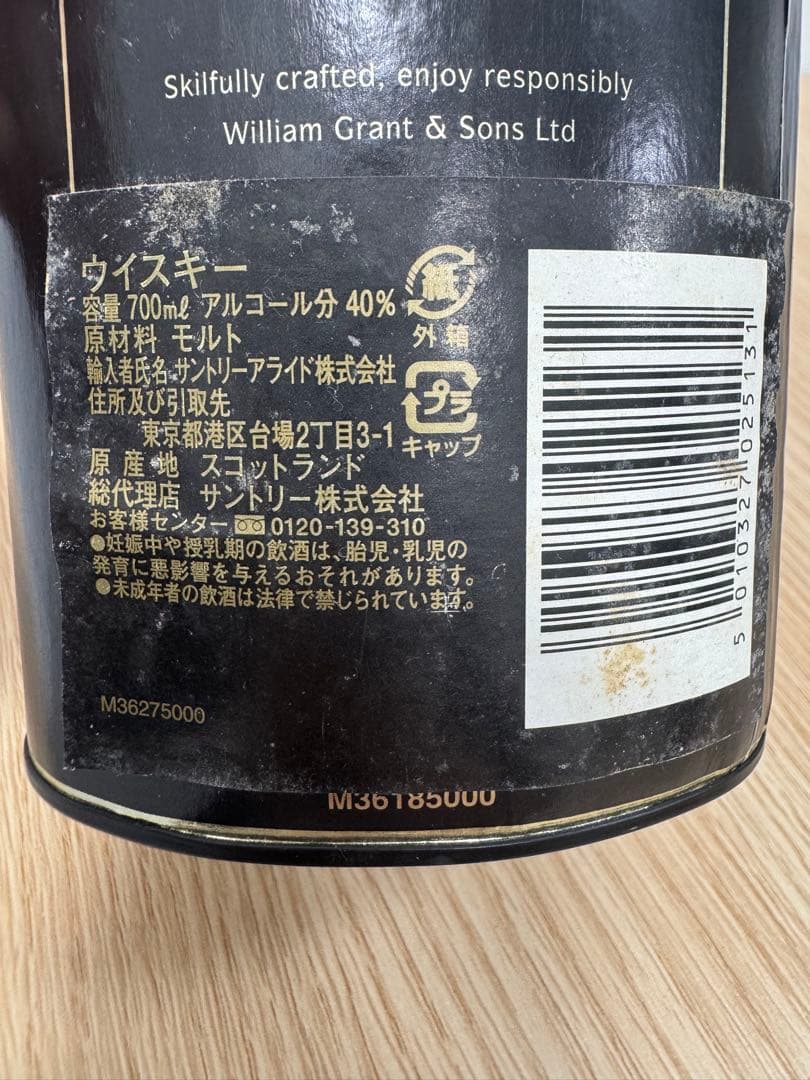 Skilfully crafted, enjoy responsibly
William Grant & Sons Ltd
ウイスキー
容量 700mℓ アルコール分 40%
原材料 モルト
輸入者氏名 サントリーアライド株式会社
住所及び引取先
東京都港区台場2丁目3-1
原産地 スコットランド
総代理店 サントリー株式会社
お客様センター 0120-139-310
●妊娠中や授乳期の飲酒は、胎児・乳児の
発育に悪影響を与えるおそれがあります。
●未成年者の飲酒は法律で禁じられています。
紙
外箱
プラ
キャップ
5010327025131
M36275000
M36185000